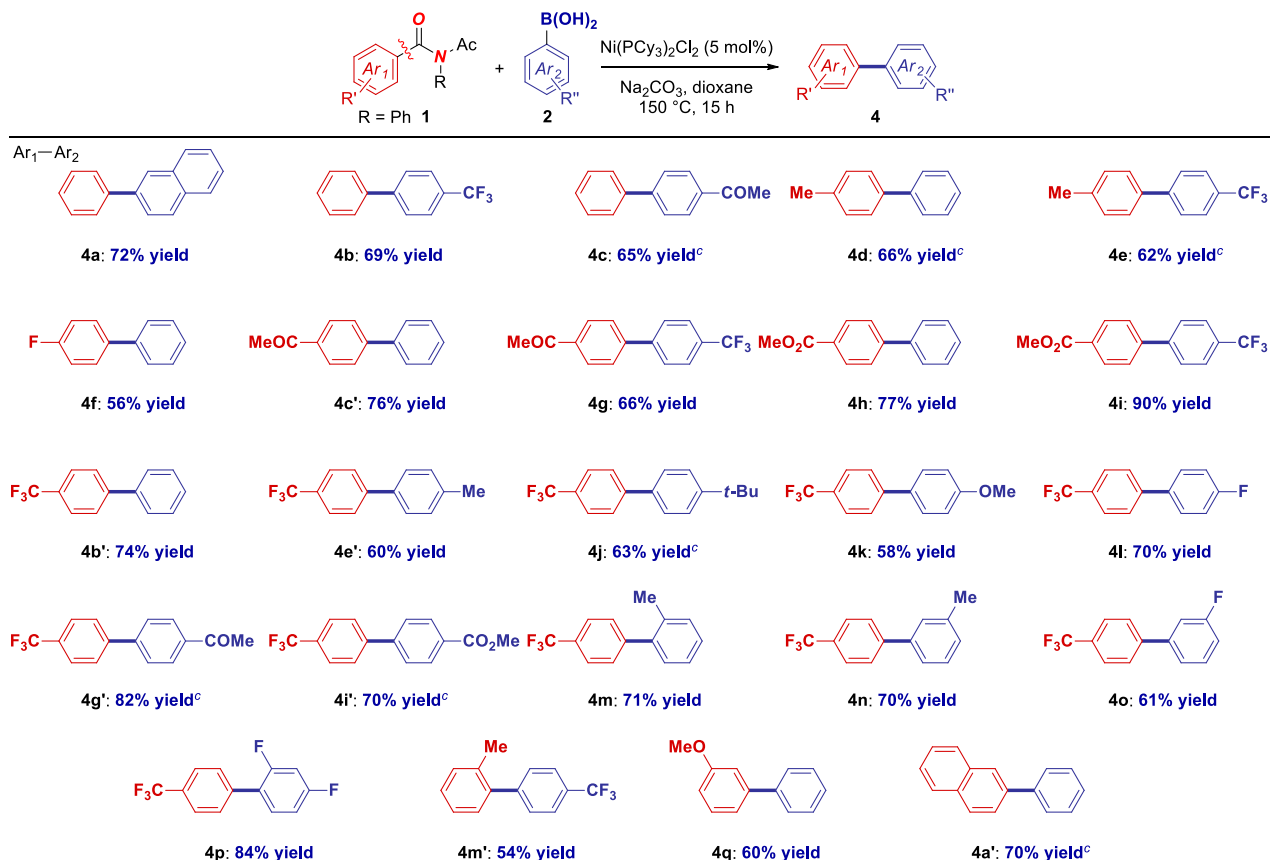 O
B(OH)2
Ar1 N Ac
R
R'
Ar2
R"
+
Ni(PCy3)2Cl2 (5 mol%)
Na2CO3, dioxane
150 °C, 15 h
Ar1 Ar2
R' R"
R = Ph 1 2 4
Ar1—Ar2
CF3 COMe Me Me CF3
4a: 72% yield 4b: 69% yield 4c: 65% yieldc 4d: 66% yieldc 4e: 62% yieldc
F MeOC MeOC CF3 MeO2C MeO2C CF3
4f: 56% yield 4c': 76% yield 4g: 66% yield 4h: 77% yield 4i: 90% yield
F3C F3C Me F3C t-Bu F3C OMe F3C F
4b': 74% yield 4e': 60% yield 4j: 63% yieldc 4k: 58% yield 4l: 70% yield
Me Me F
F3C COMe F3C CO2Me F3C F3C F3C
4g': 82% yieldc 4i': 70% yieldc 4m: 71% yield 4n: 70% yield 4o: 61% yield
F Me MeO
F3C F CF3
4p: 84% yield 4m': 54% yield 4q: 60% yield 4a': 70% yieldc